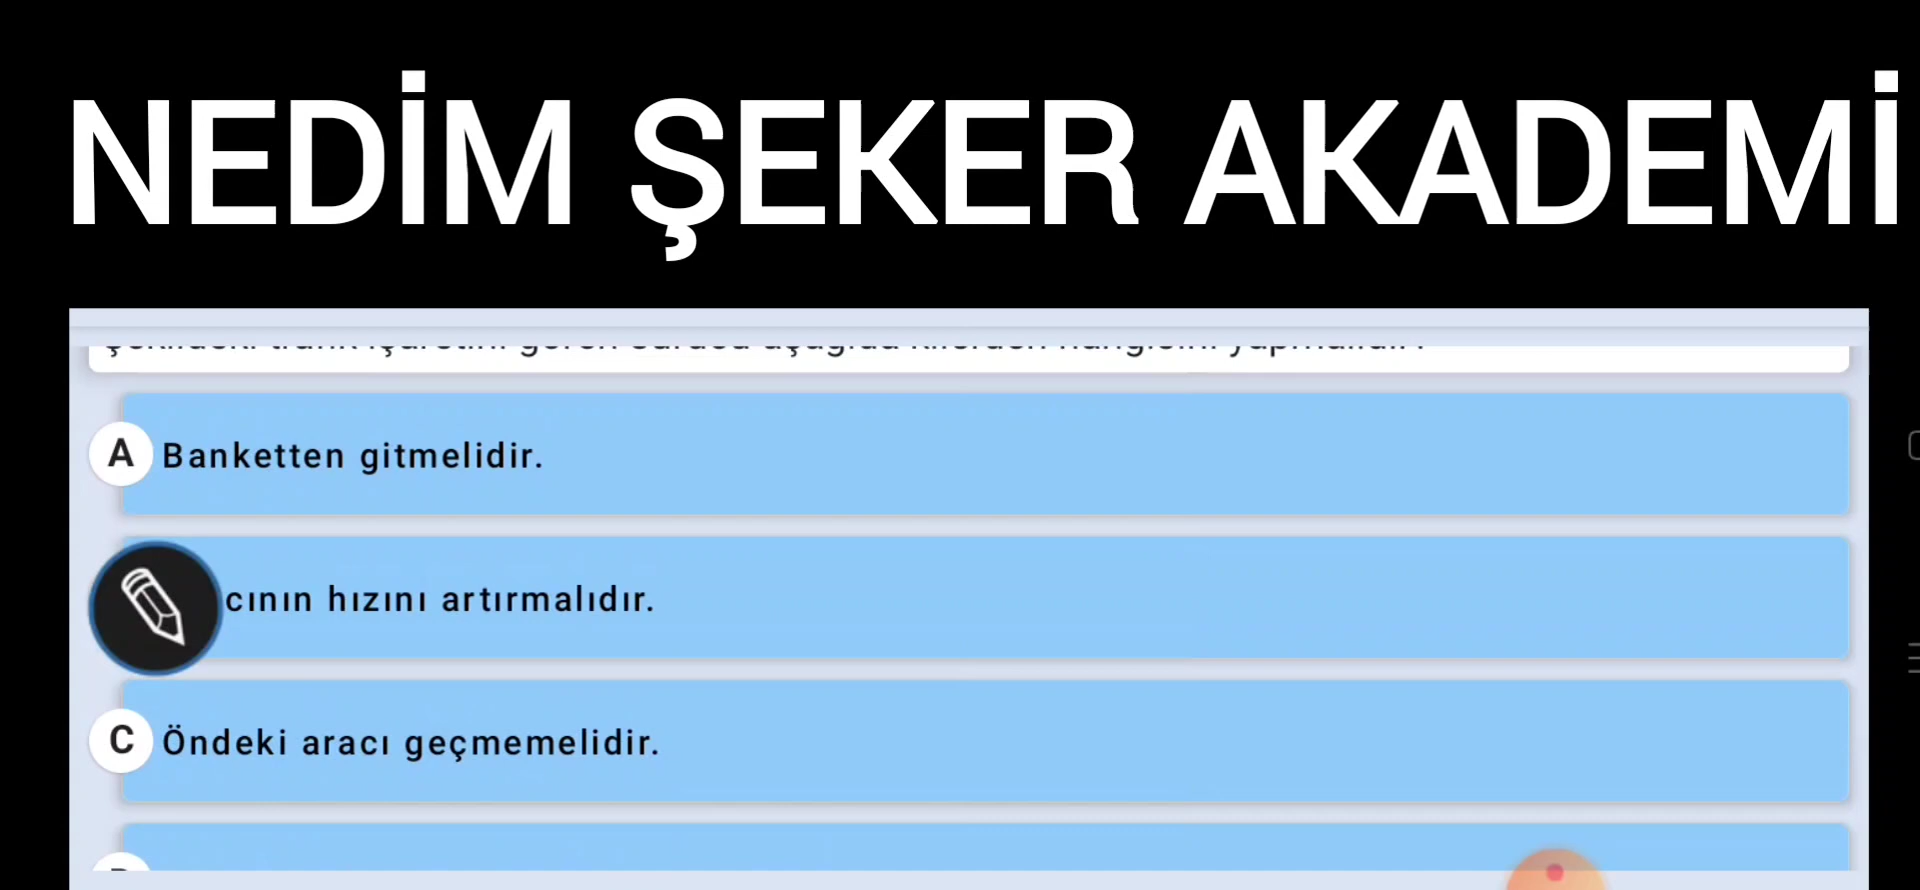 NEDİM ŞEKER AKADEMİ
A Banketten gitmelidir.
cının hızını artırmalıdır.
C Öndeki aracı geçmemelidir.